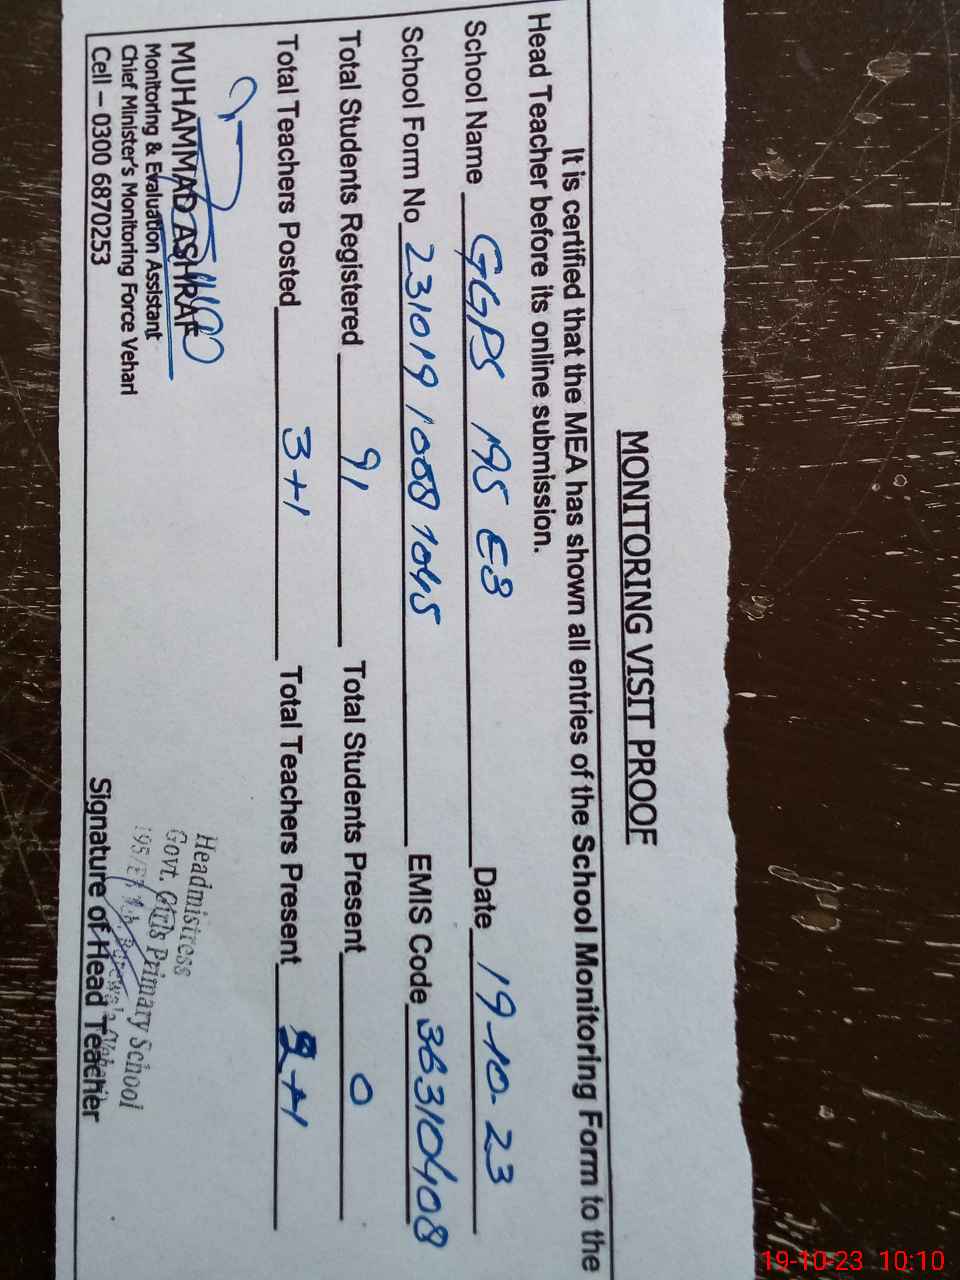 MONITORING VISIT PROOF
It is certified that the MEA has shown all entries of the School Monitoring Form to the
Head Teacher before its online submission.
School Name GGPS 195 EB Date 19-10-23
School Form No 231019 1008 1045 EMIS Code 36310408
Total Students Registered 91 Total Students Present 0
Total Teachers Posted 3+1 Total Teachers Present 2+1
MUHAMMAD ASHRAF
Monitoring & Evaluation Assistant
Chief Minister's Monitoring Force Vehari
Cell – 0300 6870253
Headmistress
Govt. Girls Primary School
195/EB
Signature of Head Teacher
19-10-23 10:10